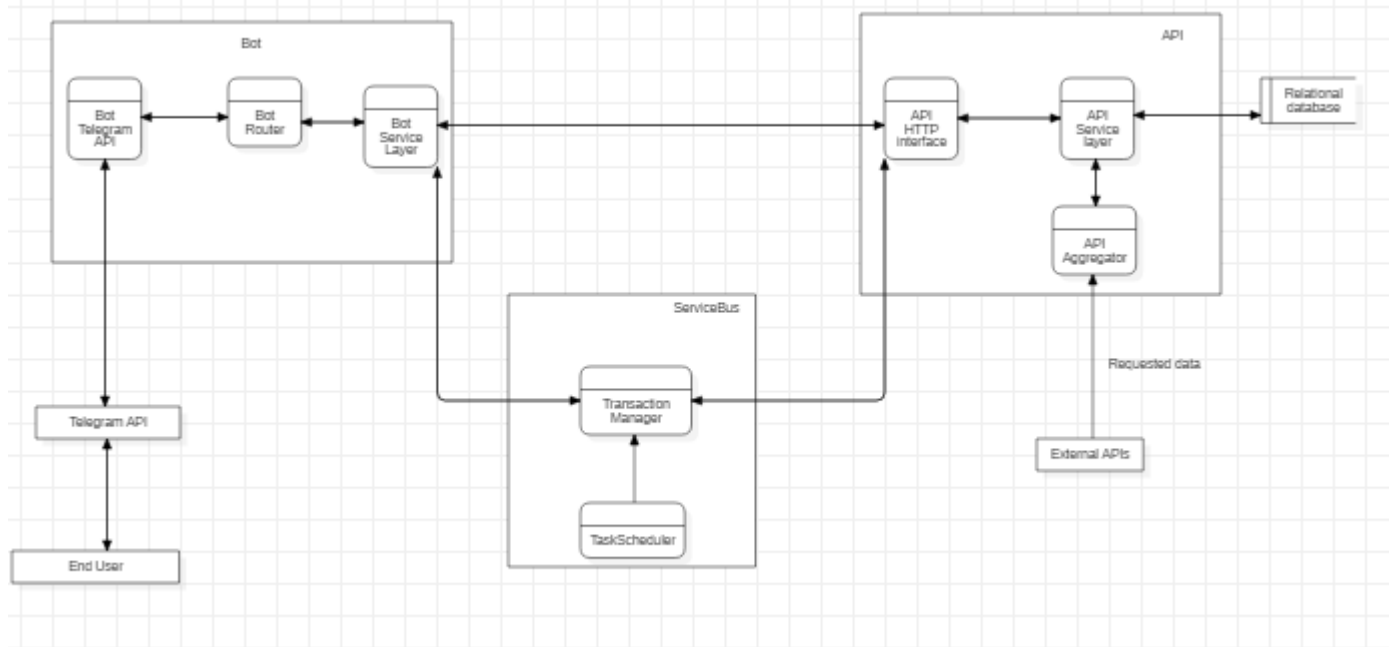 Bot
API
Bot
Telegram
API
Bot
Router
Bot
Service
Layer
API
HTTP
interface
API
Service
layer
Relational
database
API
Aggregator
ServiceBus
Requested data
Transaction
Manager
Telegram API
External APIs
TaskScheduler
End User